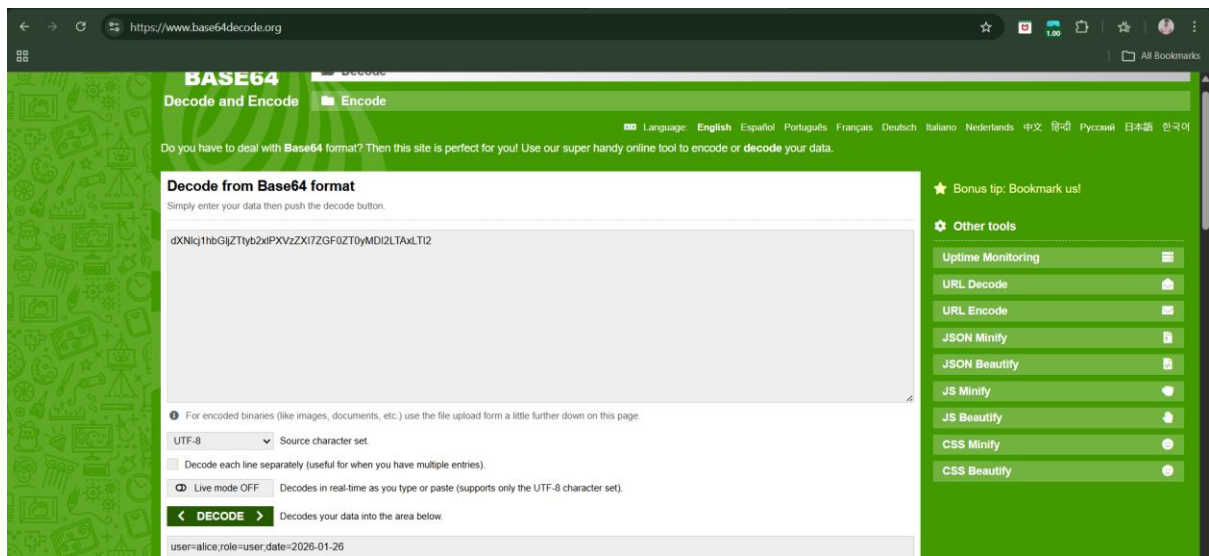 https://www.base64decode.org
1.00
All Bookmarks
BASE64
Decode
Decode and Encode
Encode
Language: English Español Português Français Deutsch Italiano Nederlands 中文 हिन्दी Русский 日本語 한국어
Do you have to deal with Base64 format? Then this site is perfect for you! Use our super handy online tool to encode or decode your data.
Decode from Base64 format
Simply enter your data then push the decode button.
dXNlcj1hbGljZTtyb2xlPXVzZXI7ZGF0ZT0yMDI2LTAxLTI2
For encoded binaries (like images, documents, etc.) use the file upload form a little further down on this page.
UTF-8
Source character set.
Decode each line separately (useful for when you have multiple entries).
Live mode OFF
Decodes in real-time as you type or paste (supports only the UTF-8 character set).
DECODE
Decodes your data into the area below.
user=alice;role=user;date=2026-01-26
Bonus tip: Bookmark us!
Other tools
Uptime Monitoring
URL Decode
URL Encode
JSON Minify
JSON Beautify
JS Minify
JS Beautify
CSS Minify
CSS Beautify